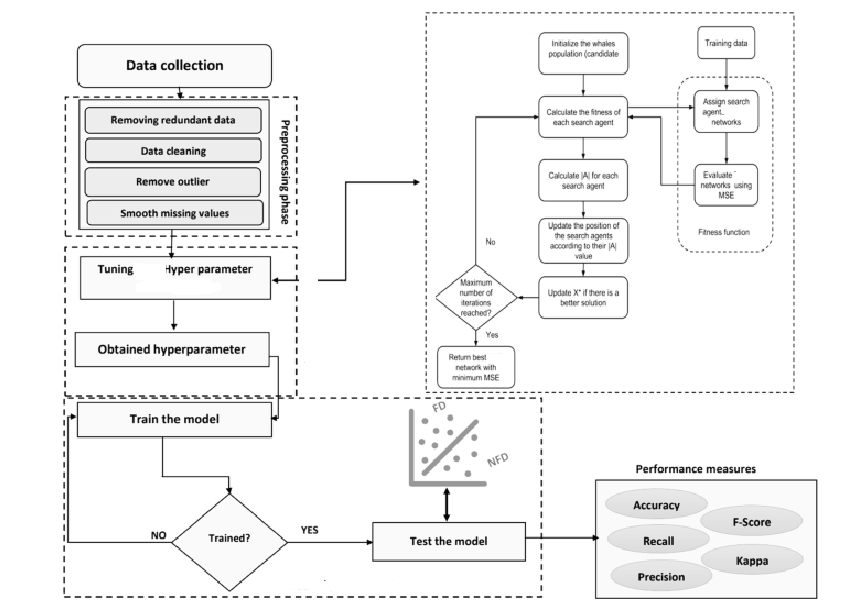 Data collection
Removing redundant data
Data cleaning
Remove outlier
Smooth missing values
Preprocessing phase
Tuning Hyper parameter
Obtained hyperparameter
Train the model
Trained?
NO
YES
Test the model
FD
NFD
Performance measures
Accuracy
F-Score
Recall
Kappa
Precision
Initialize the whales
population (candidate
Calculate the fitness of
each search agent
Calculate |A| for each
search agent
Update the position of
the search agents
according to their |A|
value
Update X* if there is a
better solution
Maximum
number of
iterations
reached?
No
Yes
Return best
network with
minimum MSE
Training data
Assign search
agent
networks
Evaluate
networks using
MSE
Fitness function